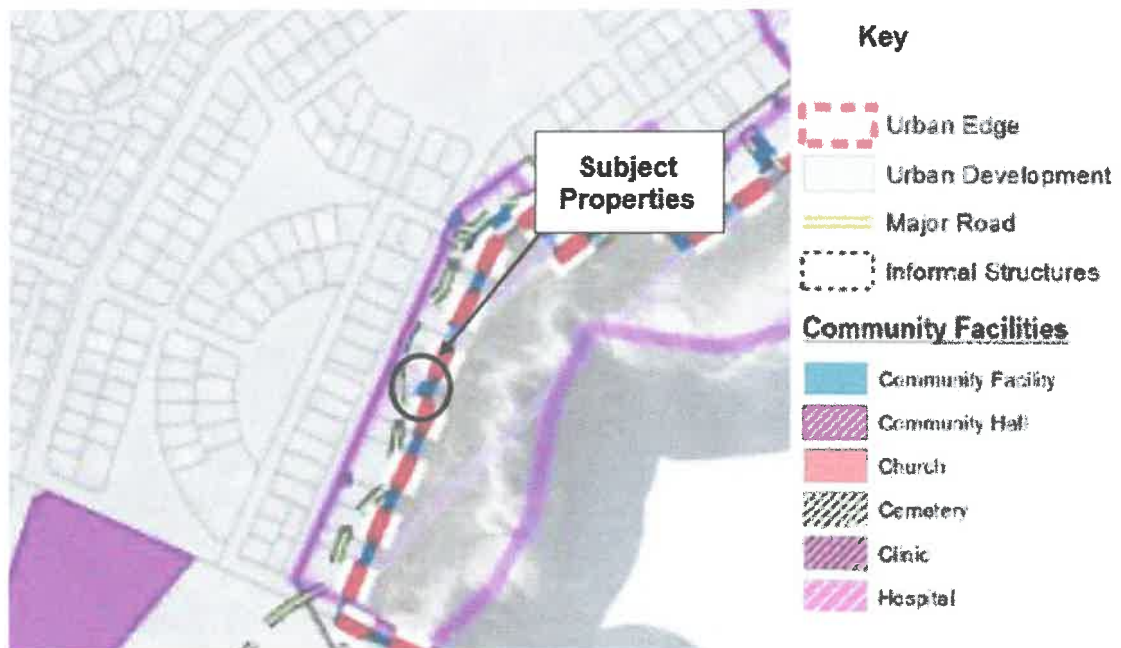 Key
Urban Edge
Subject
Properties
Urban Development
Major Road
Informal Structures
Community Facilities
Community Facility
Community Hall
Church
Cemetery
Clinic
Hospital